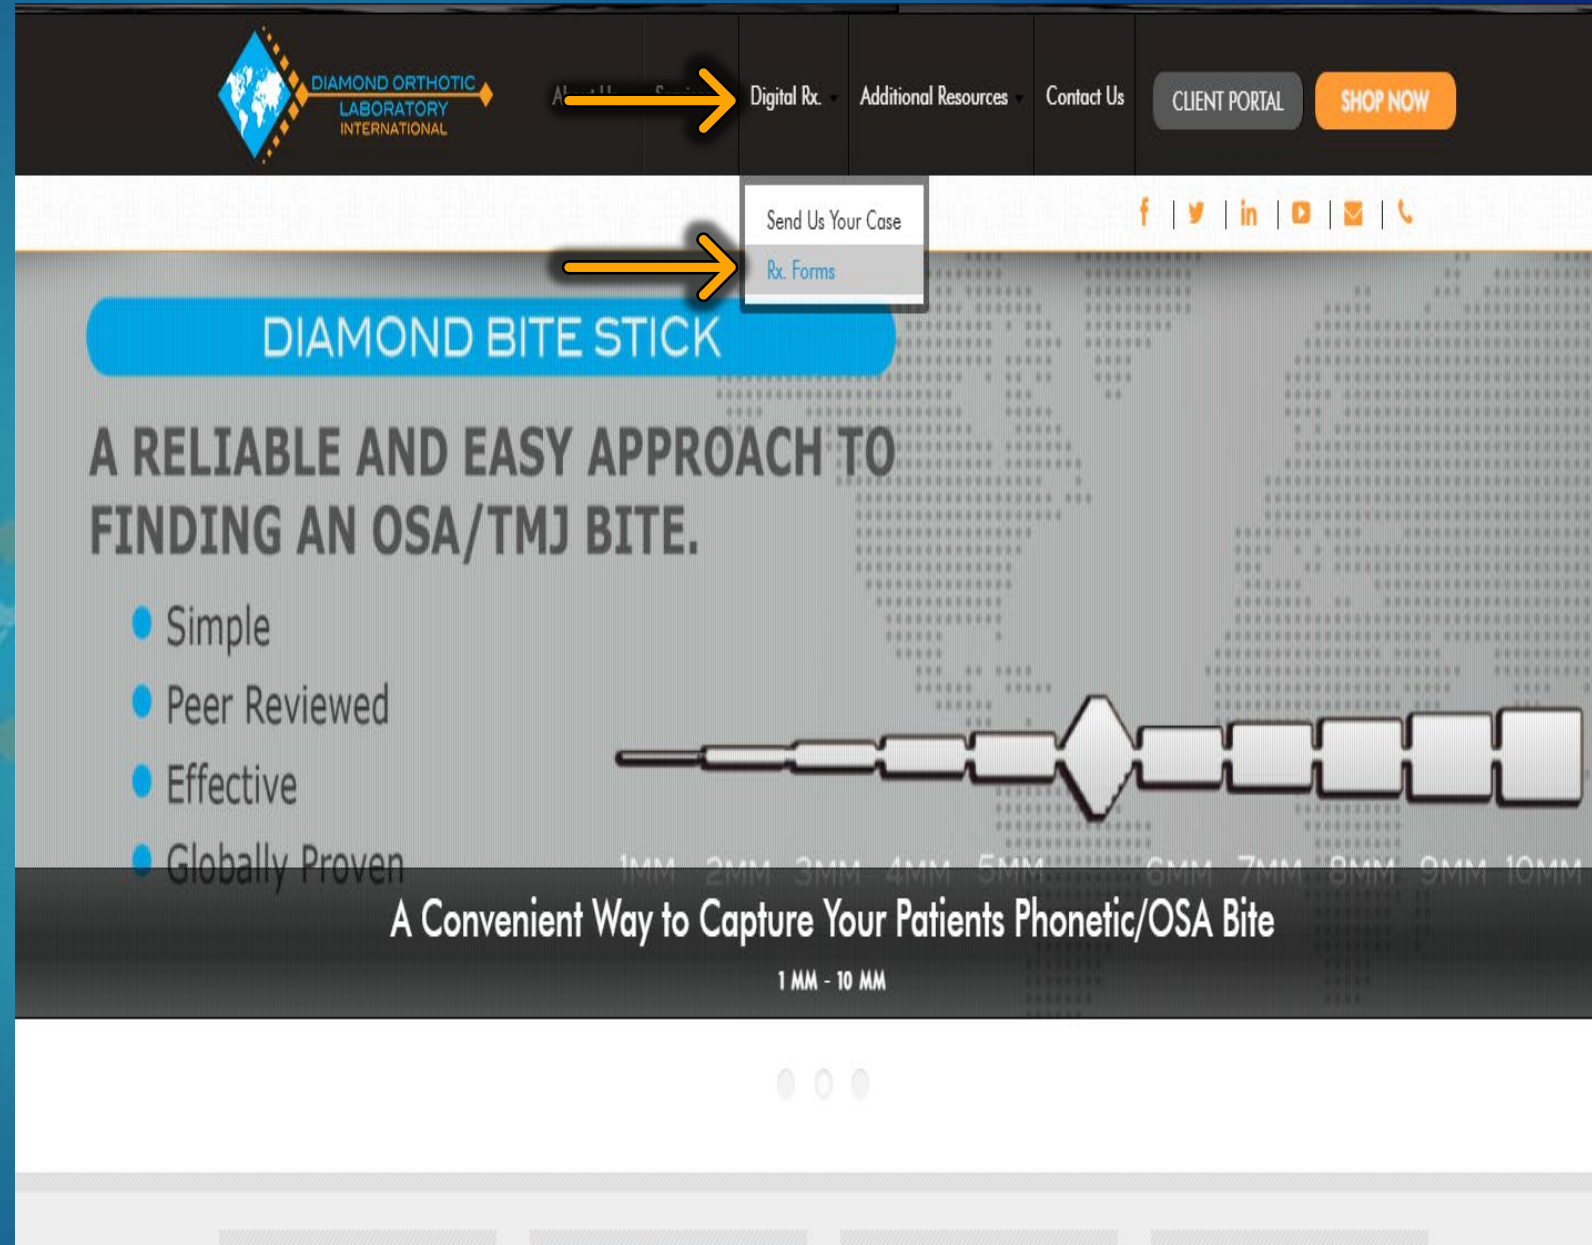 DIAMOND ORTHOTIC
LABORATORY
INTERNATIONAL
Digital Rx.
Additional Resources
Contact Us
CLIENT PORTAL
SHOP NOW
Send Us Your Case
Rx. Forms
DIAMOND BITE STICK
A RELIABLE AND EASY APPROACH TO
FINDING AN OSA/TMJ BITE.
Simple
Peer Reviewed
Effective
Globally Proven
1MM 2MM 3MM 4MM 5MM 6MM 7MM 8MM 9MM 10MM
A Convenient Way to Capture Your Patients Phonetic/OSA Bite
1 MM - 10 MM